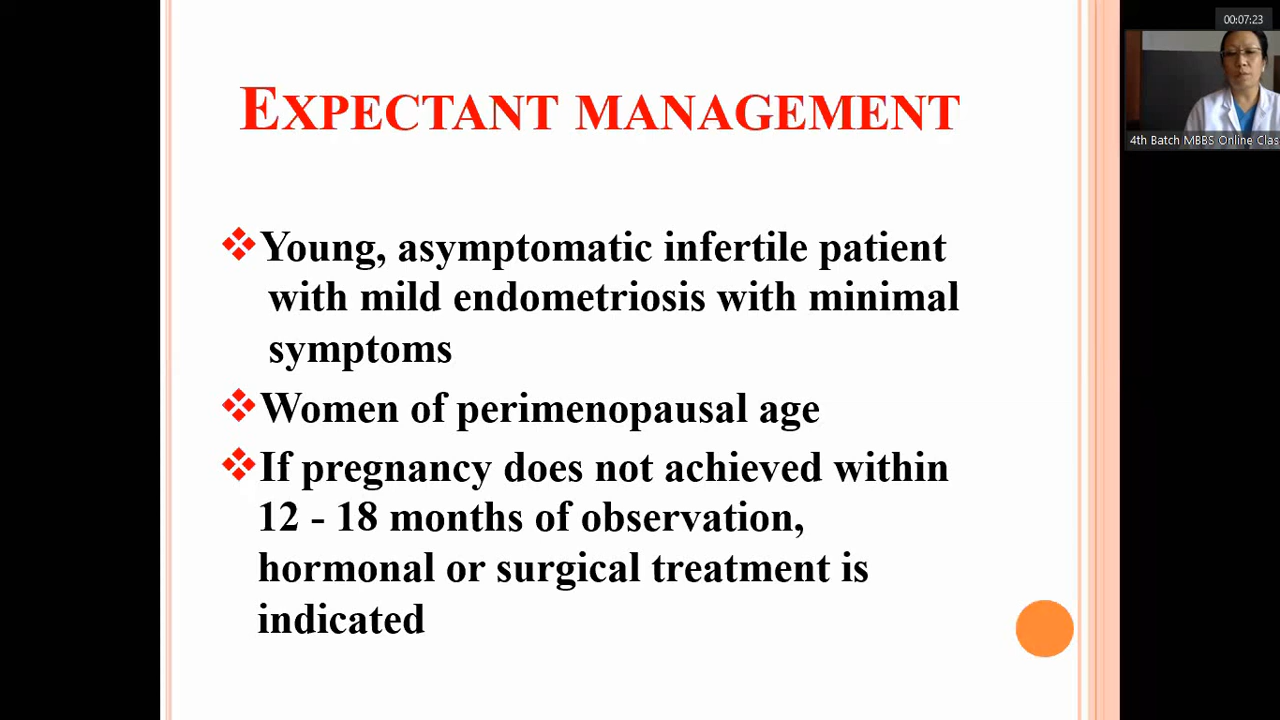 00:07:23
EXPECTANT MANAGEMENT
4th Batch MBBS Online Clas
Young, asymptomatic infertile patient
with mild endometriosis with minimal
symptoms
Women of perimenopausal age
If pregnancy does not achieved within
12 - 18 months of observation,
hormonal or surgical treatment is
indicated